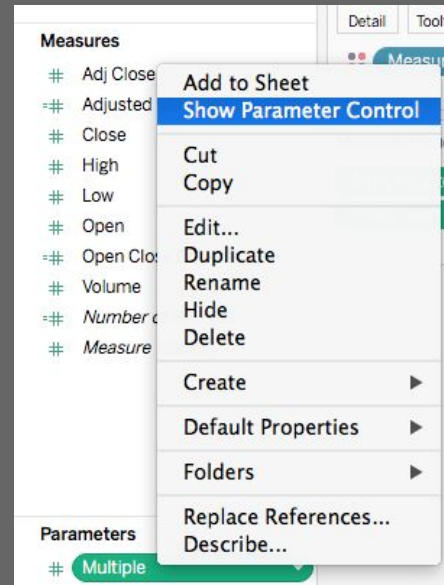 Detail
Tool
Measures
Measur
# Adj Close
=# Adjusted
# Close
# High
# Low
# Open
=# Open Clos
# Volume
=# Number o
# Measure
Add to Sheet
Show Parameter Control
Cut
Copy
Edit...
Duplicate
Rename
Hide
Delete
Create
Default Properties
Folders
Replace References...
Describe...
Parameters
# Multiple